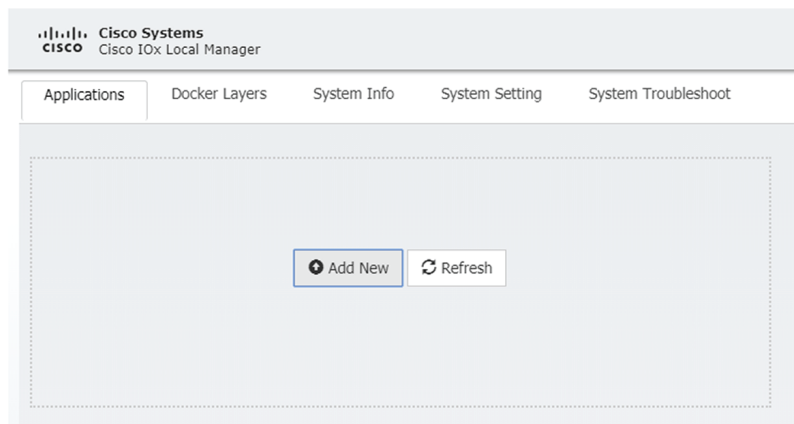 Cisco Systems
CISCO Cisco IOx Local Manager
Applications Docker Layers System Info System Setting System Troubleshoot
Add New Refresh